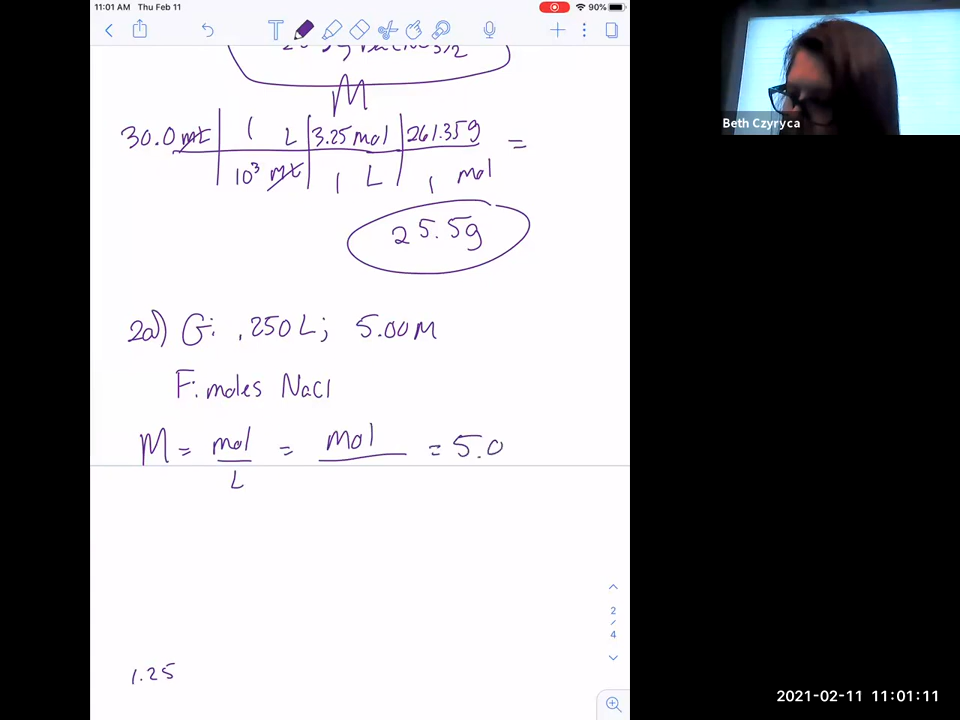 11:01 AM Thu Feb 11
90%
M
30.0 mL | 1 L | 3.25 mol | 261.35g =
10³ mL | 1 L | 1 mol
25.5g
2a) G: .250 L; 5.00 M
F: moles NaCl
M = mol = mol = 5.0
L
1.25
2
/
4
Beth Czyryca
2021-02-11 11:01:11